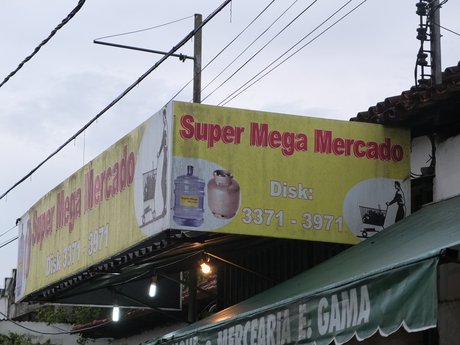 Super Mega Mercado
Disk: 3371 - 3971
Super Mega Mercado
Disk:
3371 - 3971
MERCEARIA E. GAMA